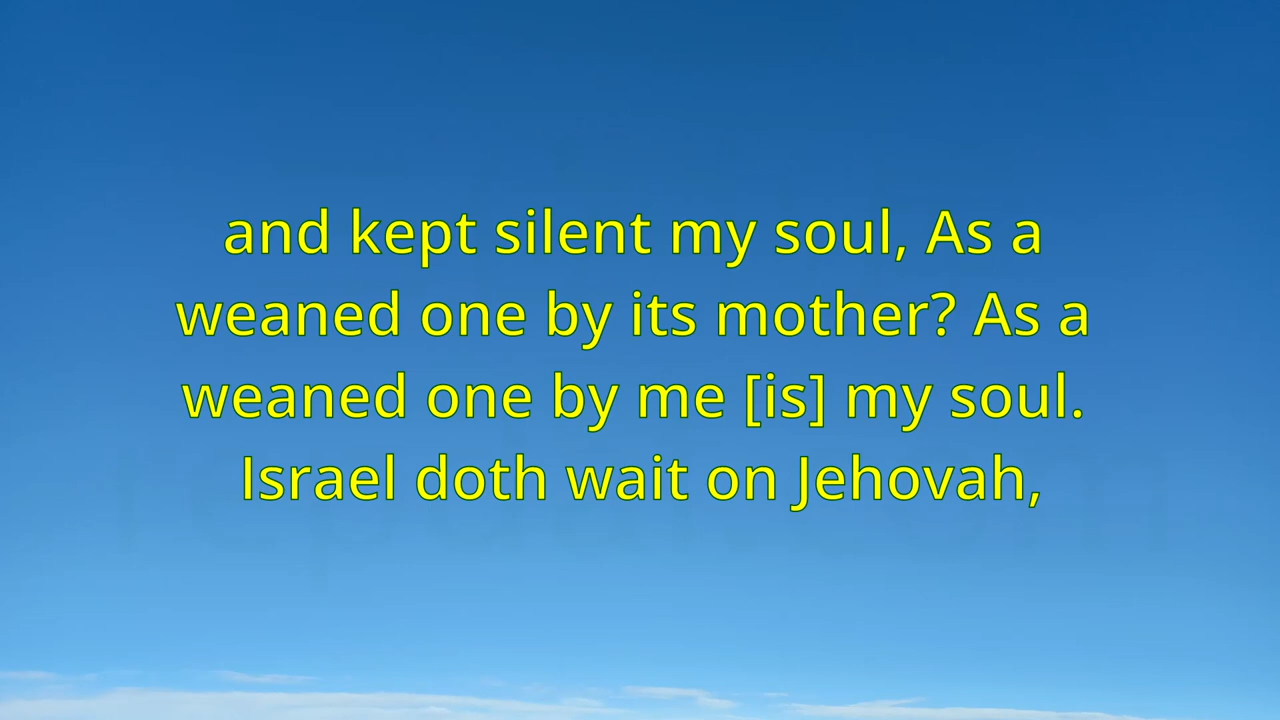 and kept silent my soul, As a
weaned one by its mother? As a
weaned one by me [is] my soul.
Israel doth wait on Jehovah,